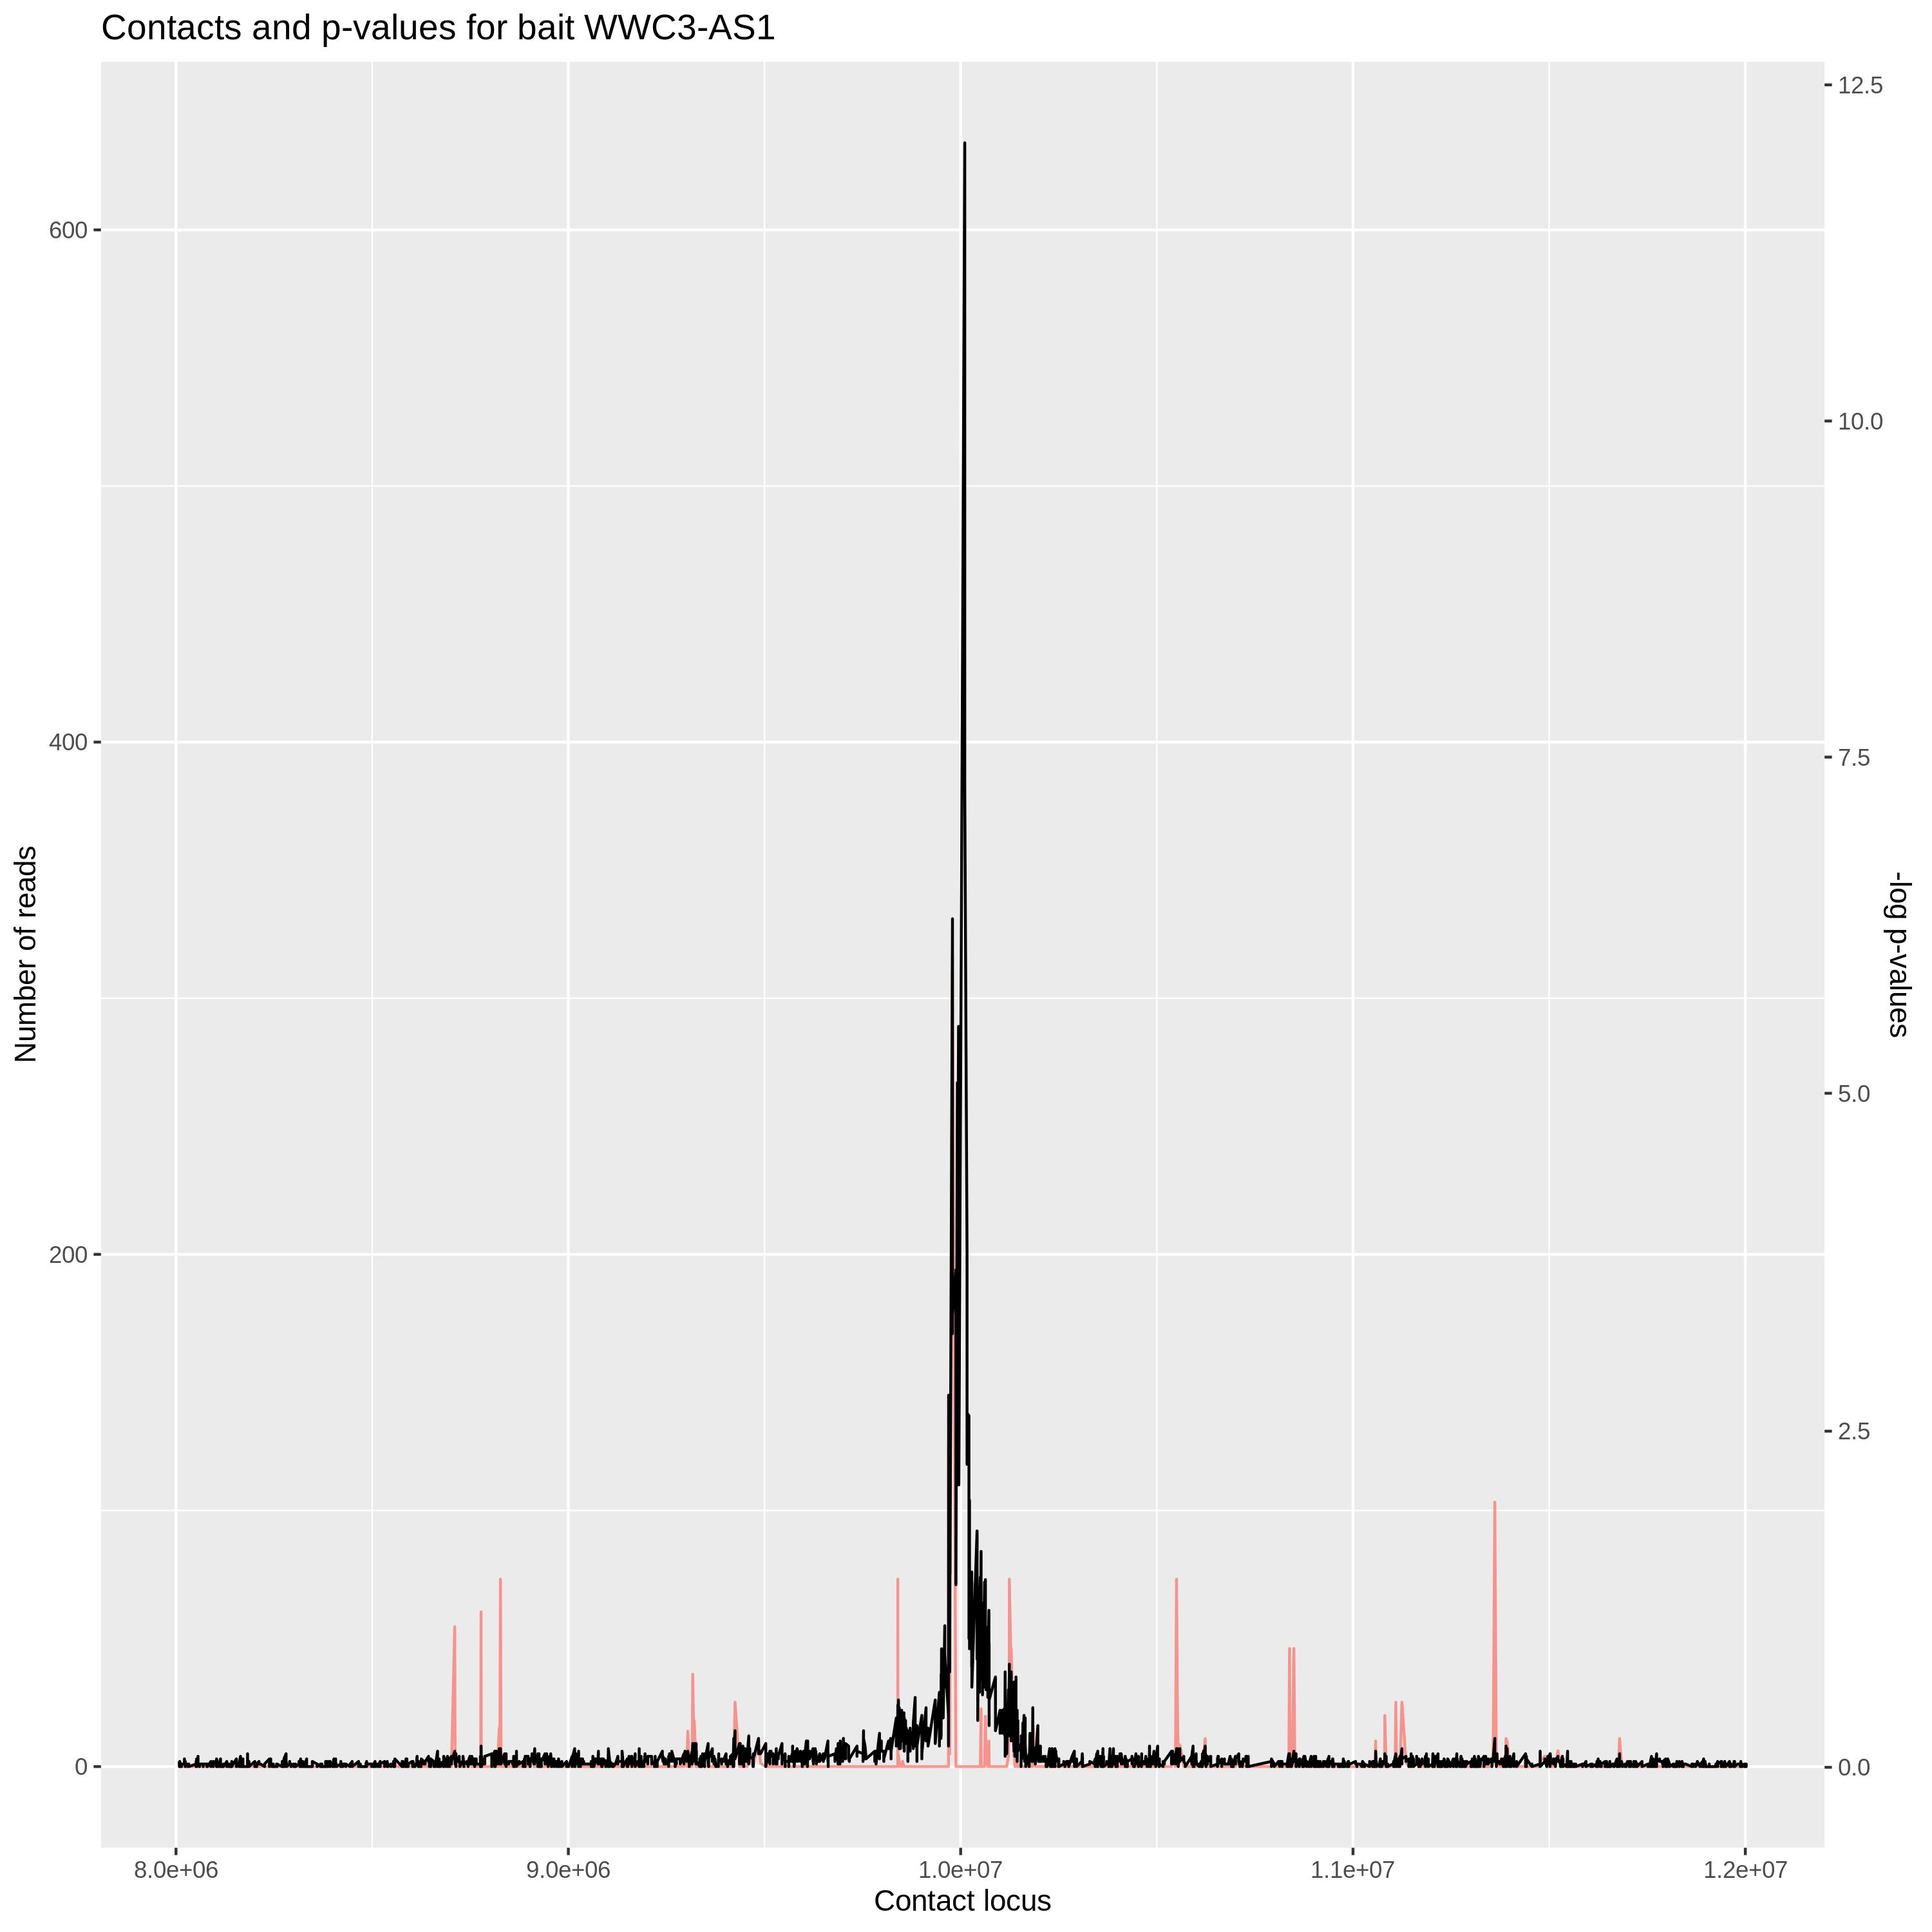 Contacts and p-values for bait WWC3-AS1
12.5
600
10.0
400
7.5
Number of reads
-log p-values
5.0
200
2.5
0
0.0
8.0e+06
9.0e+06
1.0e+07
1.1e+07
1.2e+07
Contact locus